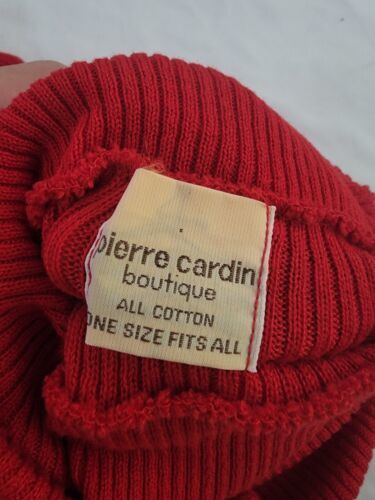 pierre cardin
boutique
ALL COTTON
ONE SIZE FITS ALL